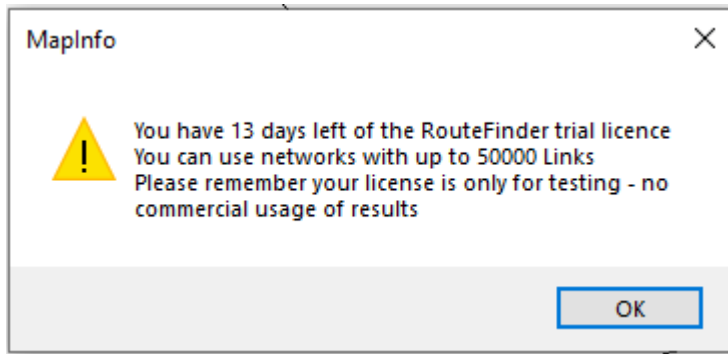 MapInfo
You have 13 days left of the RouteFinder trial licence
You can use networks with up to 50000 Links
Please remember your license is only for testing - no
commercial usage of results
OK